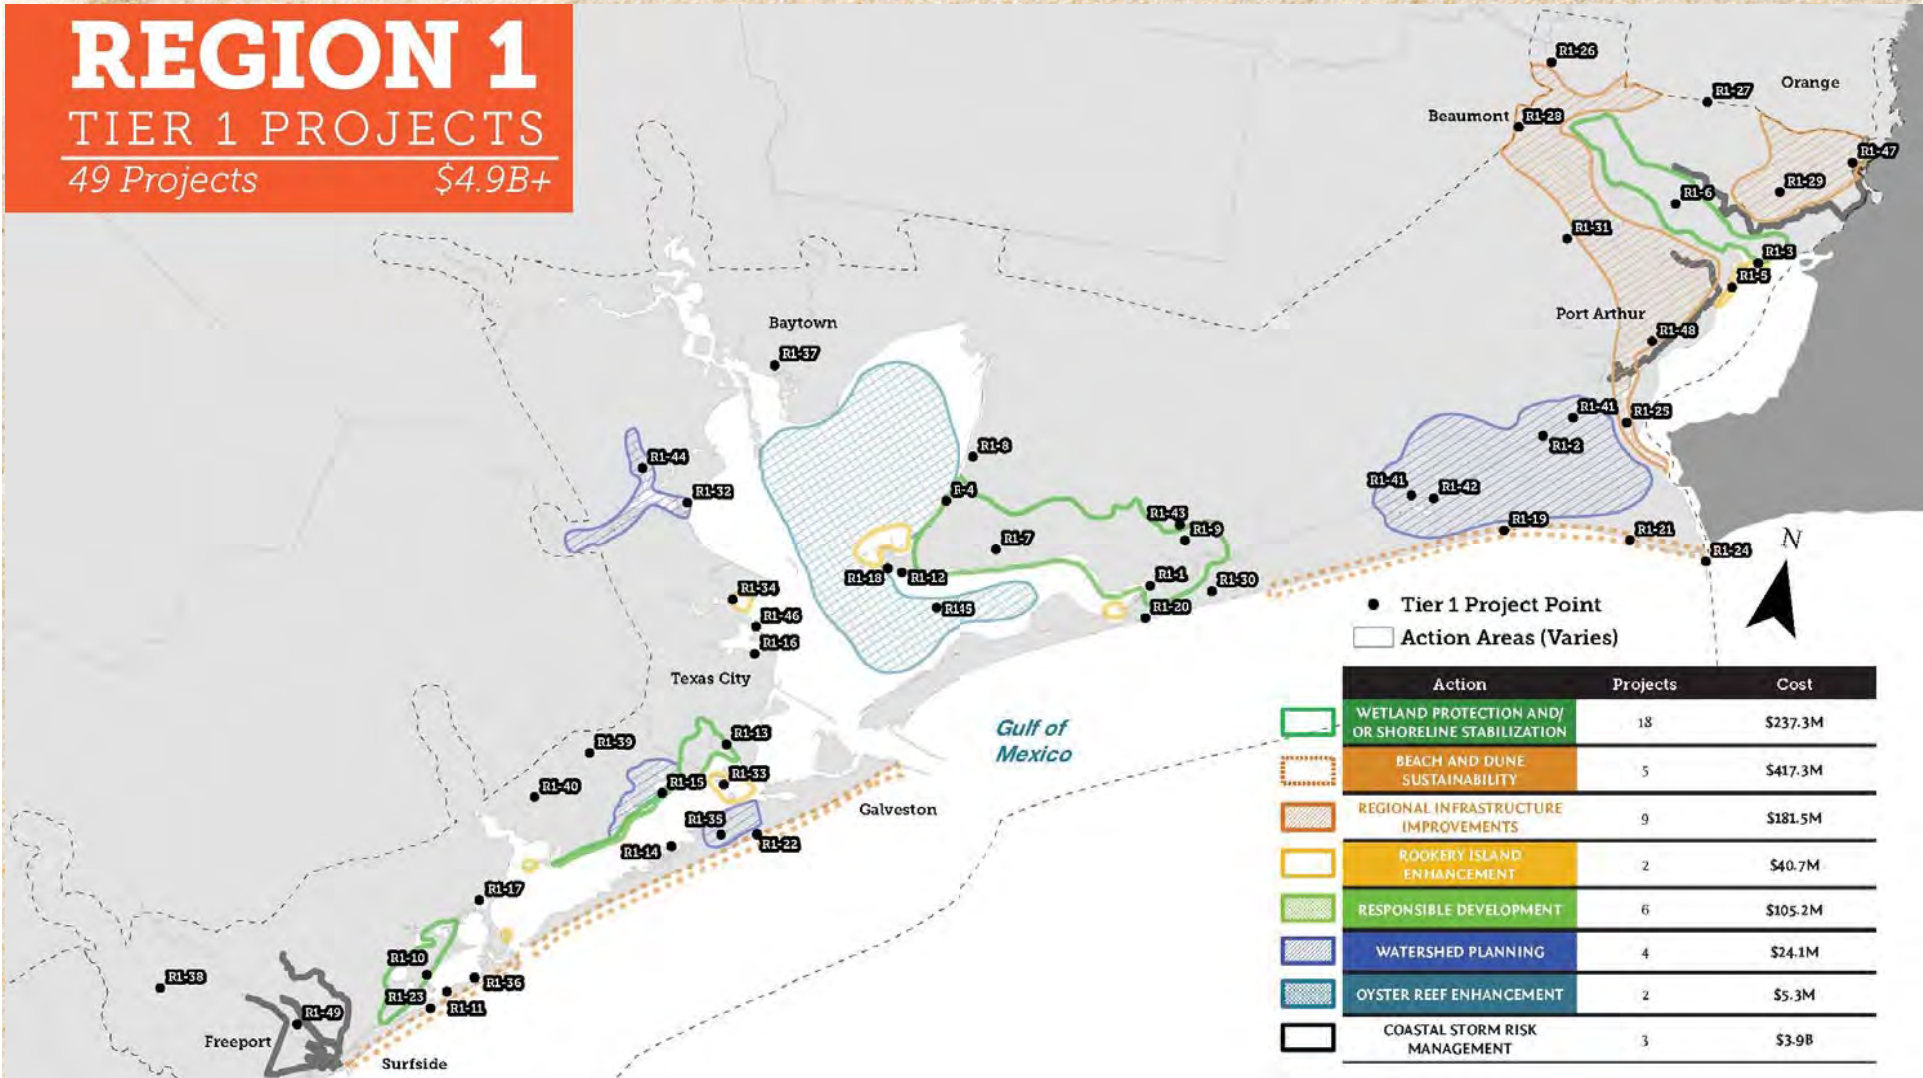 REGION 1
TIER 1 PROJECTS
49 Projects $4.9B+
R1-26
R1-27
Orange
Beaumont
R1-28
R1-47
R1-29
R1-6
R1-31
R1-3
R1-5
Port Arthur
R1-48
Baytown
R1-37
R1-41
R1-25
R1-2
R1-8
R1-44
R1-41
R1-42
R-4
R1-32
R1-43
R1-19
R1-9
R1-21
R1-7
R1-24
N
R1-18
R1-12
R1-1
R1-30
R1-34
R145
R1-20
R1-46
R1-16
Texas City
Gulf of
Mexico
R1-13
R1-39
R1-33
R1-15
R1-40
Galveston
R1-35
R1-22
R1-14
R1-17
R1-10
R1-38
R1-36
R1-23
R1-11
R1-49
Freeport
Surfside
Tier 1 Project Point
Action Areas (Varies)
Action Projects Cost
WETLAND PROTECTION AND/
OR SHORELINE STABILIZATION 18 $237.3M
BEACH AND DUNE
SUSTAINABILITY 5 $417.3M
REGIONAL INFRASTRUCTURE
IMPROVEMENTS 9 $181.5M
ROOKERY ISLAND
ENHANCEMENT 2 $40.7M
RESPONSIBLE DEVELOPMENT 6 $105.2M
WATERSHED PLANNING 4 $24.1M
OYSTER REEF ENHANCEMENT 2 $5.3M
COASTAL STORM RISK
MANAGEMENT 3 $3.9B